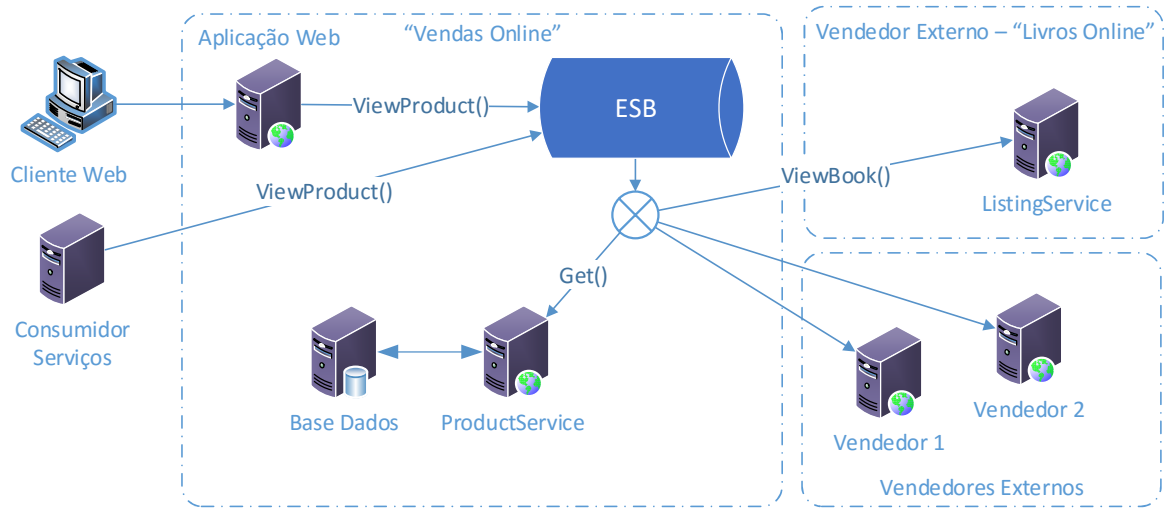 Aplicação Web
“Vendas Online”
Vendedor Externo – “Livros Online”
ViewProduct()
ESB
Cliente Web
ViewProduct()
ViewBook()
ListingService
Get()
Consumidor
Serviços
Base Dados
ProductService
Vendedor 1
Vendedor 2
Vendedores Externos